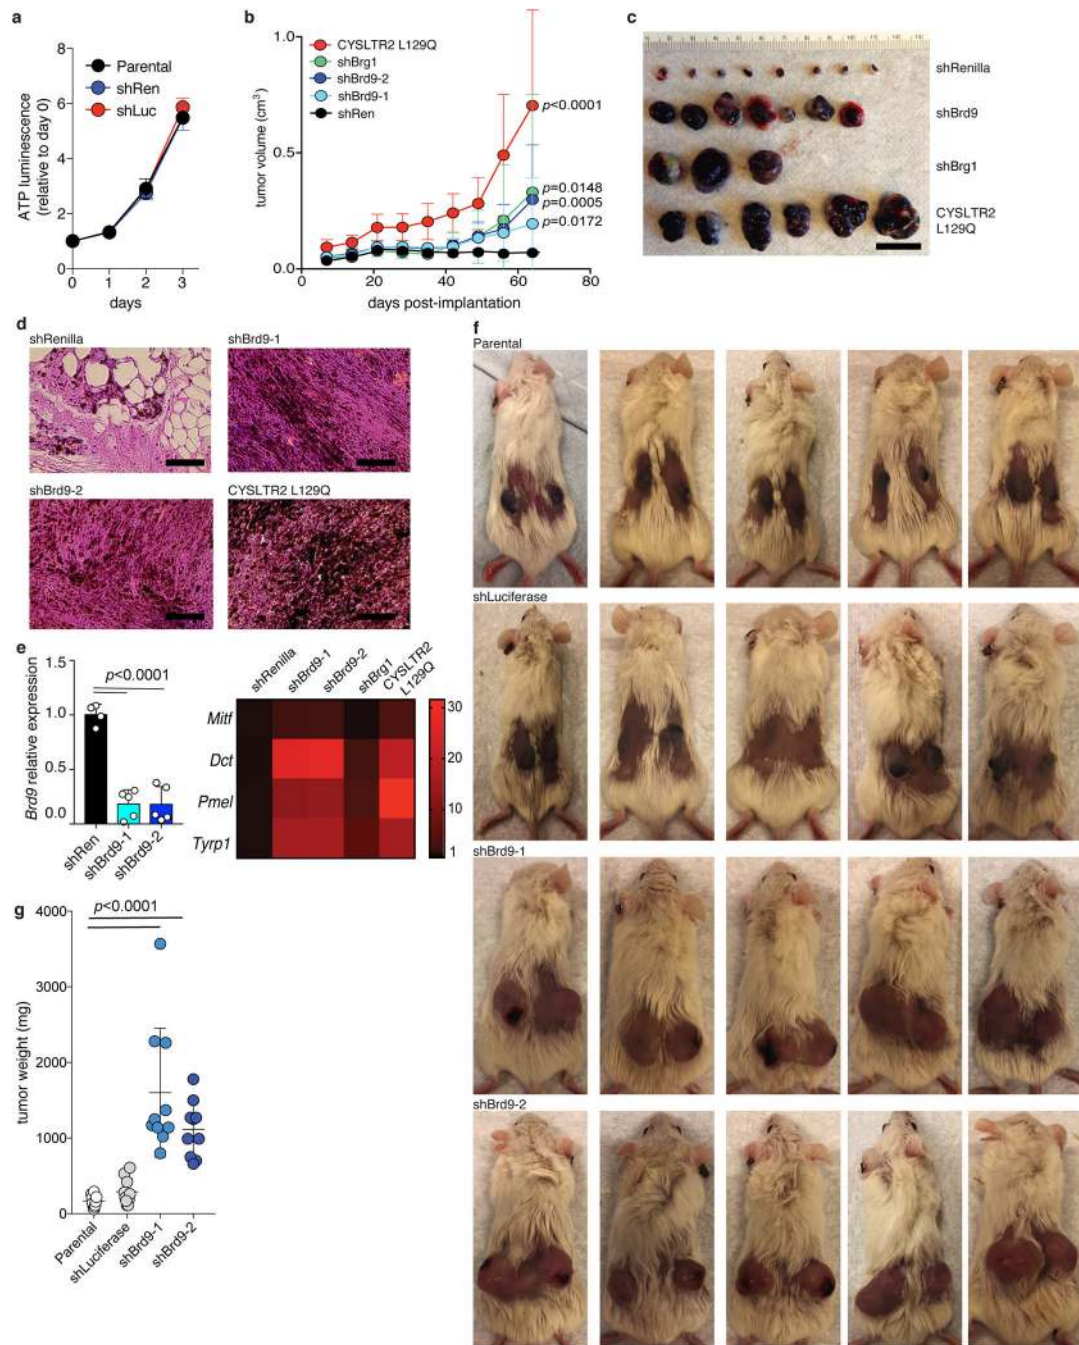 a
8
6
4
2
0
0
1
2
3
ATP luminescence
(relative to day 0)
days
Parental
shRen
shLuc
b
1.0
0.5
0.0
0
20
40
60
80
tumor volume (cm³)
days post-implantation
CYSLTR2 L129Q
shBrg1
shBrd9-2
shBrd9-1
shRen
p<0.0001
p=0.0148
p=0.0005
p=0.0172
c
shRenilla
shBrd9
shBrg1
CYSLTR2
L129Q
d
shRenilla
shBrd9-1
shBrd9-2
CYSLTR2 L129Q
e
1.5
1.0
0.5
0.0
Brd9 relative expression
p<0.0001
shRen
shBrd9-1
shBrd9-2
shRenilla
shBrd9-1
shBrd9-2
shBrg1
CYSLTR2
L129Q
Mitf
Dct
Pmel
Tyrp1
30
20
10
1
f
Parental
shLuciferase
shBrd9-1
shBrd9-2
g
4000
3000
2000
1000
0
tumor weight (mg)
p<0.0001
Parental
shLuciferase
shBrd9-1
shBrd9-2